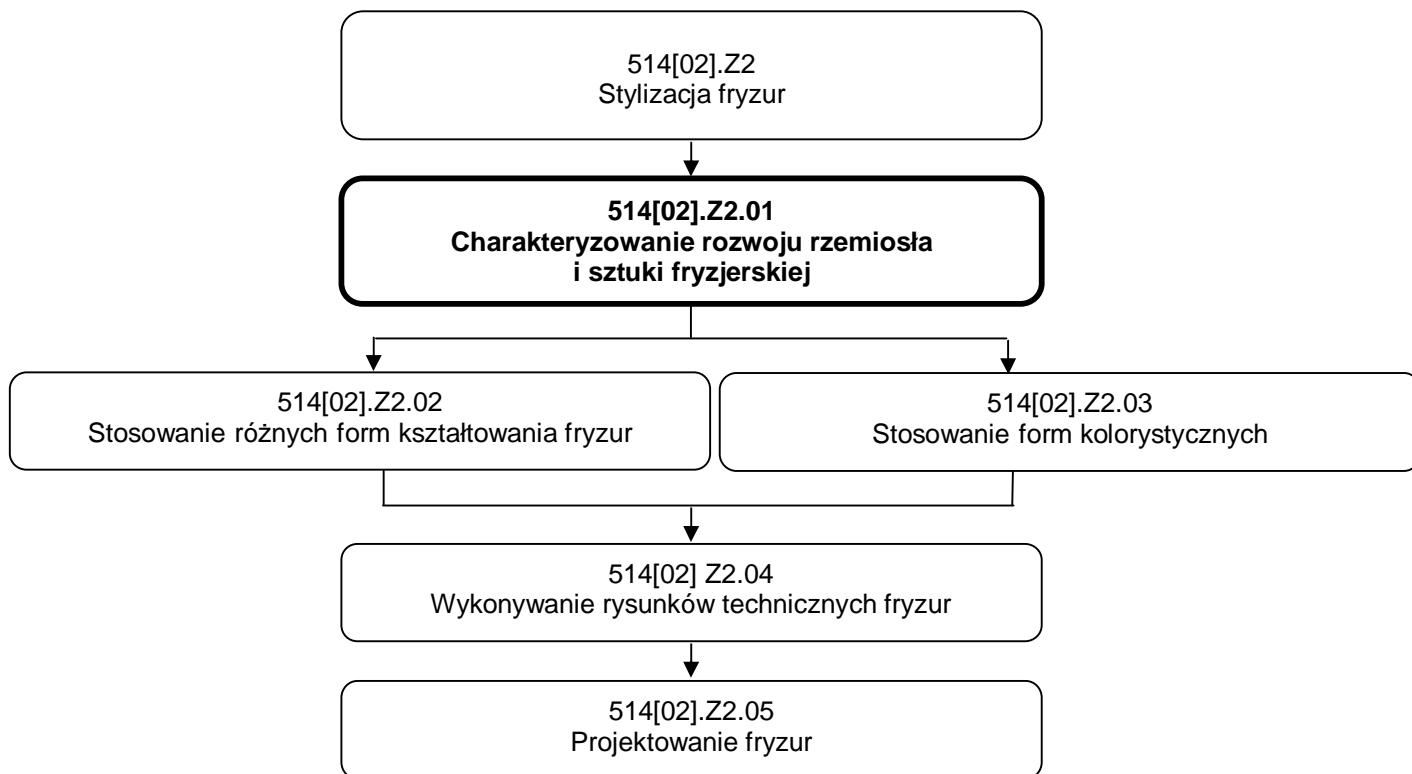 514[02].Z2
Stylizacja fryzur
514[02].Z2.01
Charakteryzowanie rozwoju rzemiosła
i sztuki fryzjerskiej
514[02].Z2.02
Stosowanie różnych form kształtowania fryzur
514[02].Z2.03
Stosowanie form kolorystycznych
514[02] Z2.04
Wykonywanie rysunków technicznych fryzur
514[02].Z2.05
Projektowanie fryzur